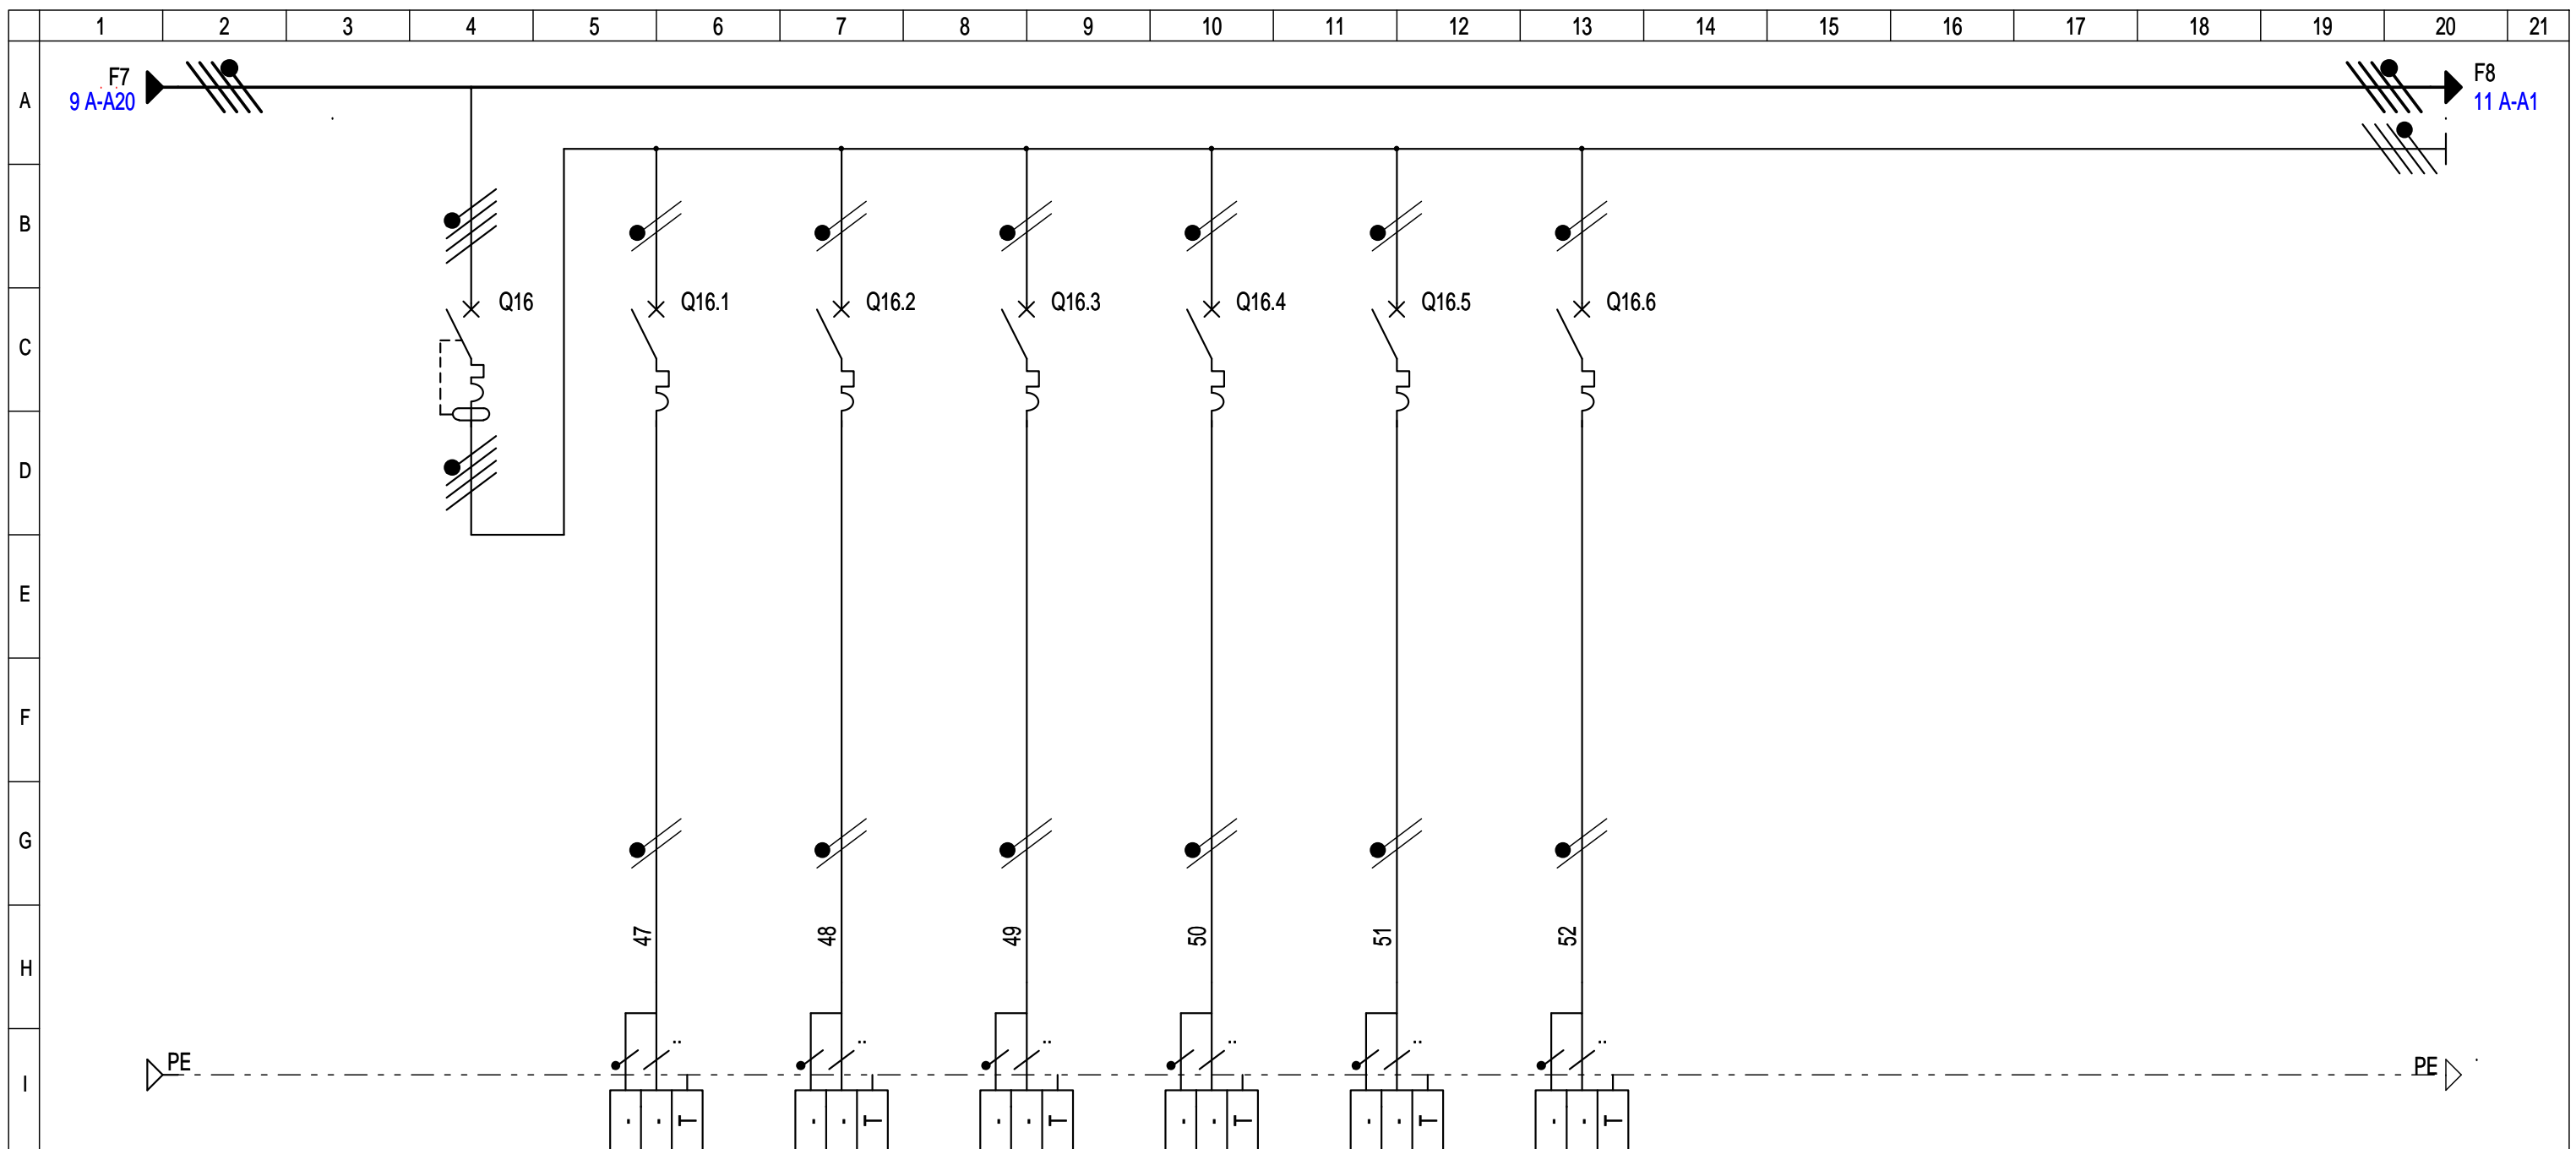 1 2 3 4 5 6 7 8 9 10 11 12 13 14 15 16 17 18 19 20 21
A
F7
9 A-A20
F8
11 A-A1
B
C
Q16 Q16.1 Q16.2 Q16.3 Q16.4 Q16.5 Q16.6
D
E
F
G
H
47 48 49 50 51 52
I
PE PE
T T T T T T